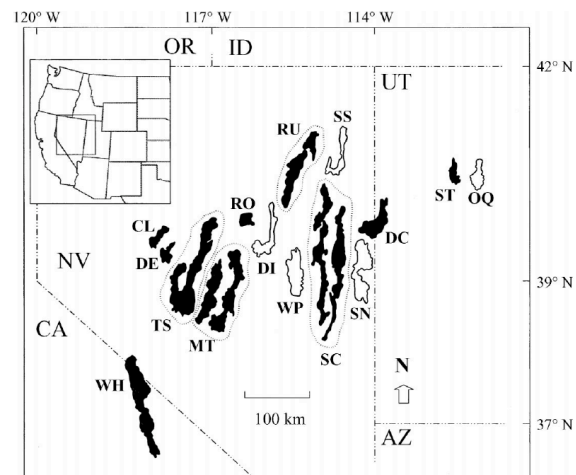 120° W 117° W 114° W
OR ID
42° N
UT
RU SS
ST OQ
RO
CL
DE
DI
DC
NV
WP
SN
39° N
TS
MT
SC
CA
WH
N
100 km
37° N
AZ